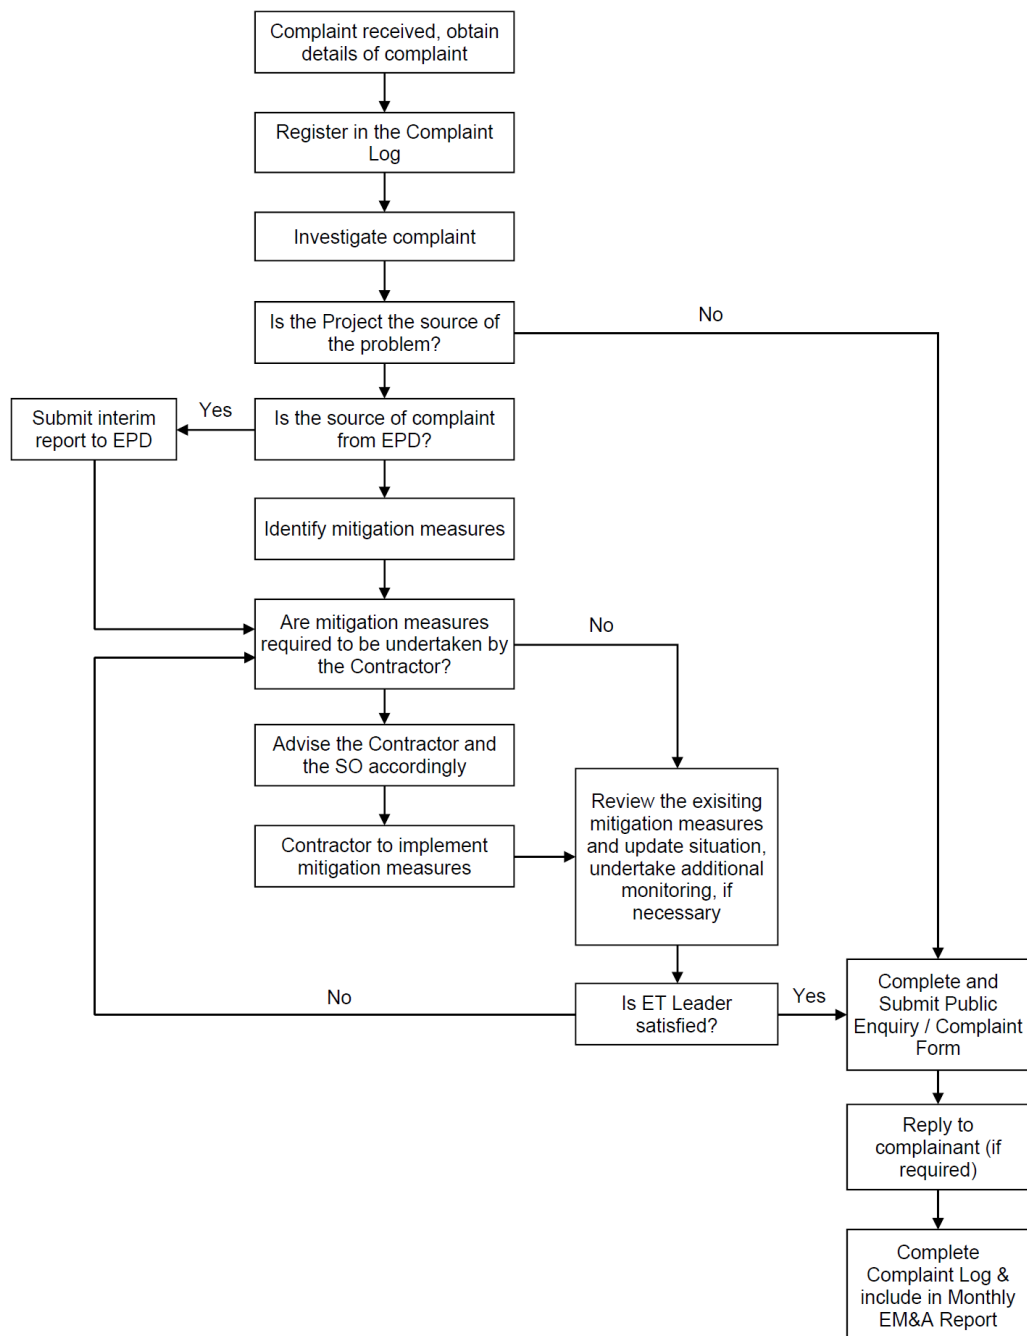 Complaint received, obtain
details of complaint
Register in the Complaint
Log
Investigate complaint
Is the Project the source of
the problem?
No
Submit interim
report to EPD
Yes
Is the source of complaint
from EPD?
Identify mitigation measures
Are mitigation measures
required to be undertaken by
the Contractor?
No
Advise the Contractor and
the SO accordingly
Contractor to implement
mitigation measures
Review the exisiting
mitigation measures
and update situation,
undertake additional
monitoring, if
necessary
No
Is ET Leader
satisfied?
Yes
Complete and
Submit Public
Enquiry / Complaint
Form
Reply to
complainant (if
required)
Complete
Complaint Log &
include in Monthly
EM&A Report